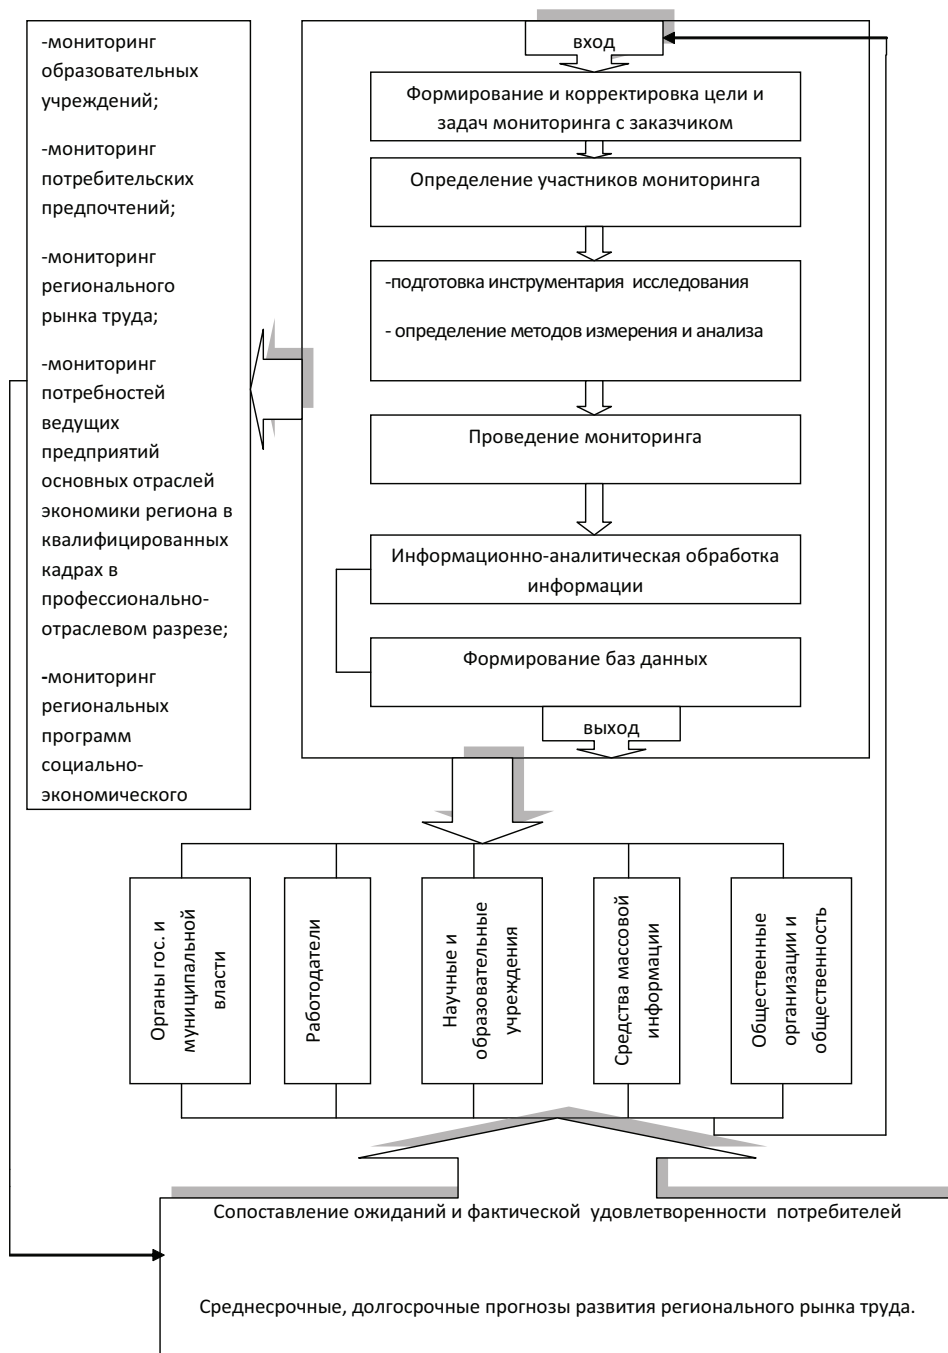 -мониторинг
образовательных
учреждений;
-мониторинг
потребительских
предпочтений;
-мониторинг
регионального
рынка труда;
-мониторинг
потребностей
ведущих
предприятий
основных отраслей
экономики региона в
квалифицированных
кадрах в
профессионально-
отраслевом разрезе;
-мониторинг
региональных
программ
социально-
экономического
вход
Формирование и корректировка цели и
задач мониторинга с заказчиком
Определение участников мониторинга
-подготовка инструментария исследования
- определение методов измерения и анализа
Проведение мониторинга
Информационно-аналитическая обработка
информации
Формирование баз данных
выход
Органы гос. и
муниципальной
власти
Работодатели
Научные и
образовательные
учреждения
Средства массовой
информации
Общественные
организации и
общественность
Сопоставление ожиданий и фактической удовлетворенности потребителей
Среднесрочные, долгосрочные прогнозы развития регионального рынка труда.